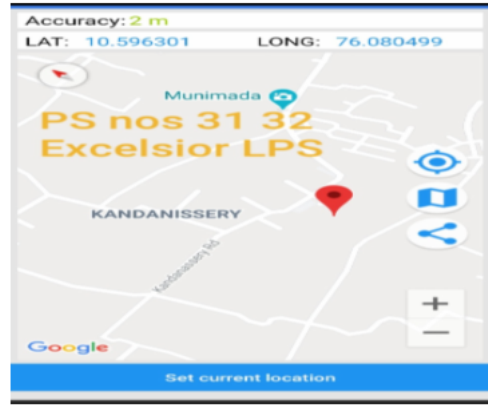 Accuracy: 2 m
LAT: 10.596301 LONG: 76.080499
Munimada
PS nos 31 32
Excelsior LPS
KANDANISSERY
Kandanassery Rd
+
−
Google
Set current location